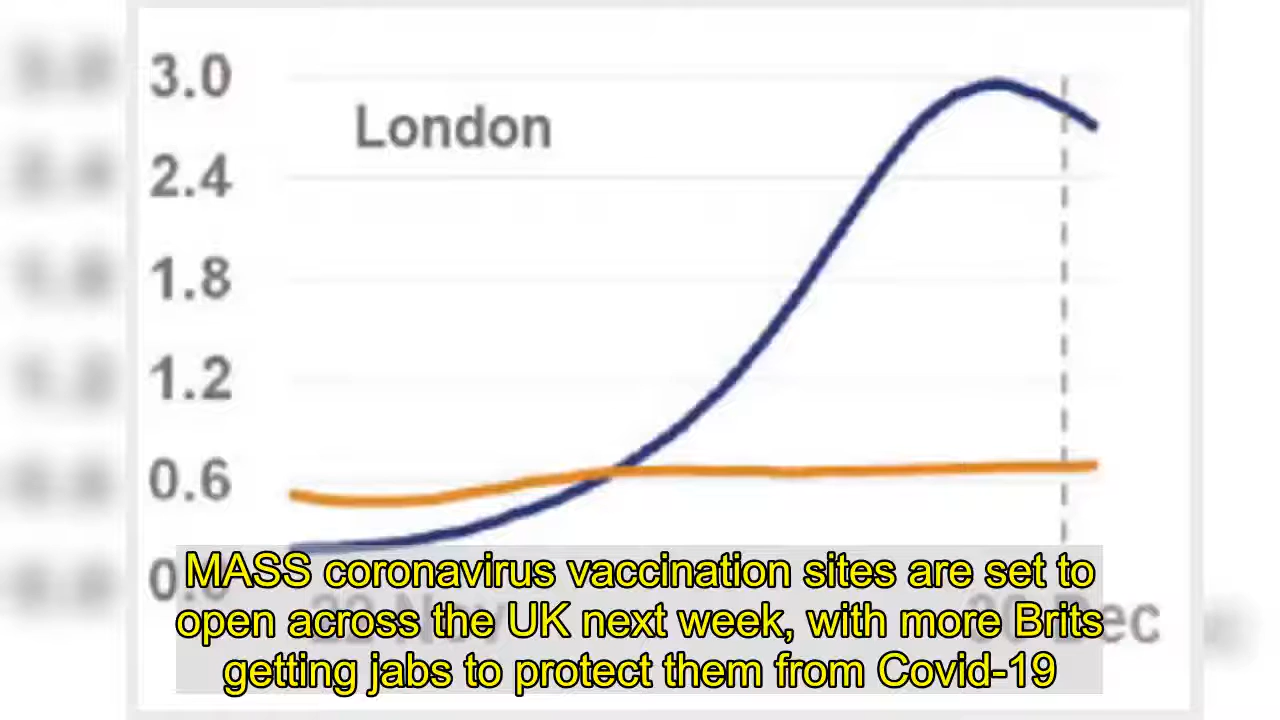 3.0
London
2.4
1.8
1.2
0.6
MASS coronavirus vaccination sites are set to
open across the UK next week, with more Brits
getting jabs to protect them from Covid-19